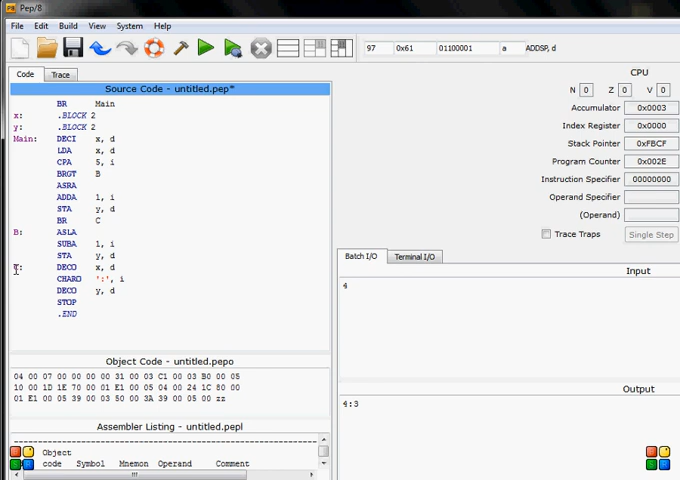 Pep/8
File Edit Build View System Help
97 0x61 01100001 a ADDSP, d
Code Trace
Source Code - untitled.pep*
BR Main
x: .BLOCK 2
y: .BLOCK 2
Main: DECI x, d
LDA x, d
CPA 5, i
BRGT B
ASRA
ADDA 1, i
STA y, d
BR C
B: ASLA
SUBA 1, i
STA y, d
DECO x, d
CHARO ':', i
DECO y, d
STOP
.END
Object Code - untitled.pepo
04 00 07 00 00 00 00 31 00 03 C1 00 03 B0 00 05
10 00 1D 1E 70 00 01 E1 00 05 04 00 24 1C 80 00
01 E1 00 05 39 00 03 50 00 3A 39 00 05 00 zz
Assembler Listing - untitled.pepl
Object
code Symbol Mnemon Operand Comment
CPU
N 0 Z 0 V 0
Accumulator 0x0003
Index Register 0x0000
Stack Pointer 0xFBCF
Program Counter 0x002E
Instruction Specifier 00000000
Operand Specifier
(Operand)
Trace Traps Single Step
Batch I/O Terminal I/O
Input
4
Output
4:3